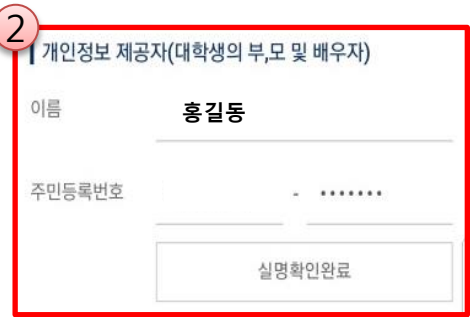 2
개인정보 제공자(대학생의 부,모 및 배우자)
이름 홍길동
주민등록번호 - •••••••
실명확인완료